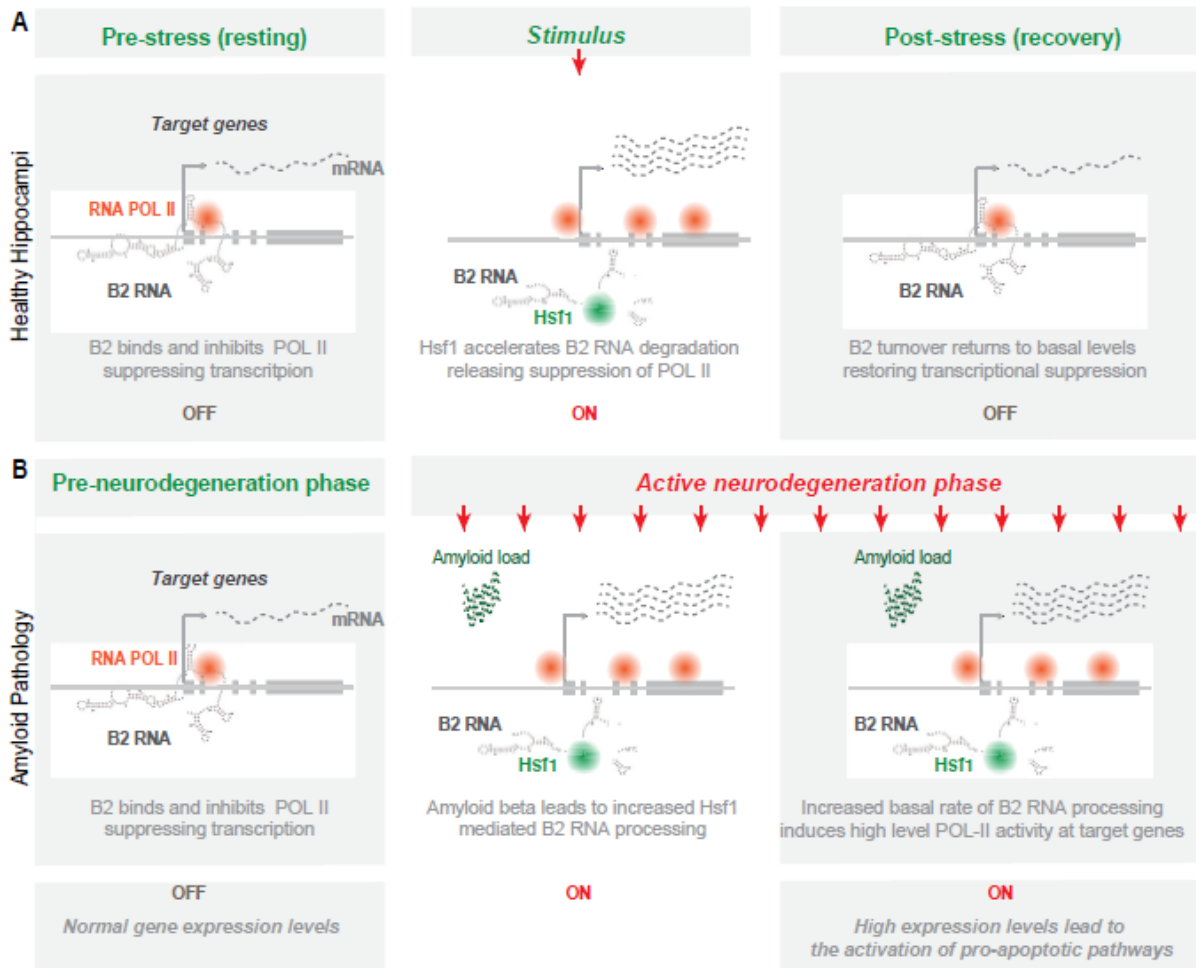 A
Pre-stress (resting)
Stimulus
Post-stress (recovery)
Healthy Hippocampi
Target genes
mRNA
RNA POL II
B2 RNA
B2 RNA
Hsf1
B2 RNA
B2 binds and inhibits POL II
suppressing transcritpion
Hsf1 accelerates B2 RNA degradation
releasing suppression of POL II
B2 turnover returns to basal levels
restoring transcriptional suppression
OFF
ON
OFF
B
Pre-neurodegeneration phase
Active neurodegeneration phase
Amyloid Pathology
Target genes
mRNA
RNA POL II
B2 RNA
Amyloid load
B2 RNA
Hsf1
Amyloid load
B2 RNA
Hsf1
B2 binds and inhibits POL II
suppressing transcription
Amyloid beta leads to increased Hsf1
mediated B2 RNA processing
Increased basal rate of B2 RNA processing
induces high level POL-II activity at target genes
OFF
Normal gene expression levels
ON
ON
High expression levels lead to
the activation of pro-apoptotic pathways